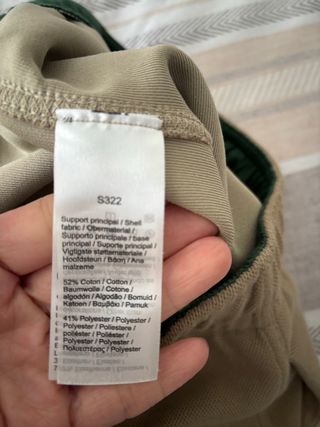 S322
Support principal / Shell
fabric / Obermaterial /
Supporto principale / base
principal / Suporte principal /
Vigtigste støttemateriale /
Hoofdsteun / Βάση / Ana
malzeme
52% Coton / Cotton /
Baumwolle / Cotone /
algodón / Algodão / Bomuld /
Katoen / Βαμβάκι / Pamuk
41% Polyester / Polyester /
Polyester / Poliestere /
poliéster / Poliéster /
Polyester / Polyester /
Πολυεστέρας / Polyester